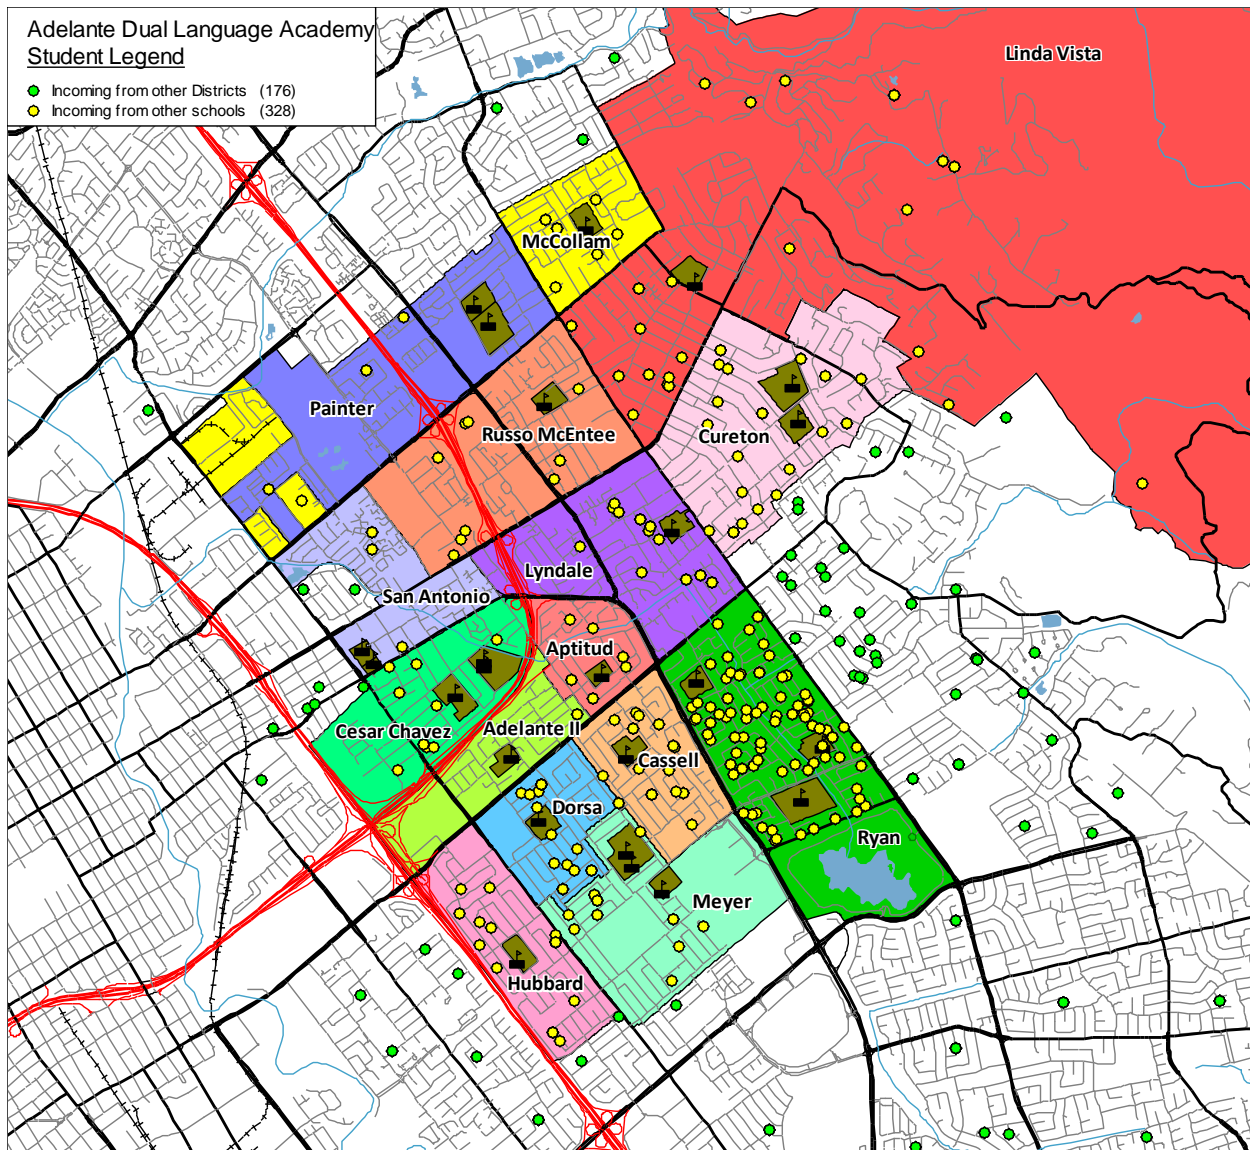 Adelante Dual Language Academy
Student Legend
Incoming from other Districts (176)
Incoming from other schools (328)
Linda Vista
McCollam
Painter
Russo McEntee
Cureton
Lyndale
San Antonio
Aptitud
Cesar Chavez
Adelante II
Cassell
Dorsa
Ryan
Meyer
Hubbard